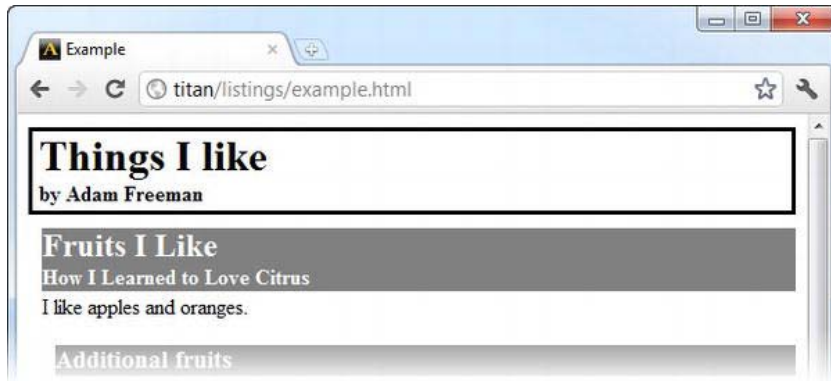 Example
titan/listings/example.html
Things I like
by Adam Freeman
Fruits I Like
How I Learned to Love Citrus
I like apples and oranges.
Additional fruits